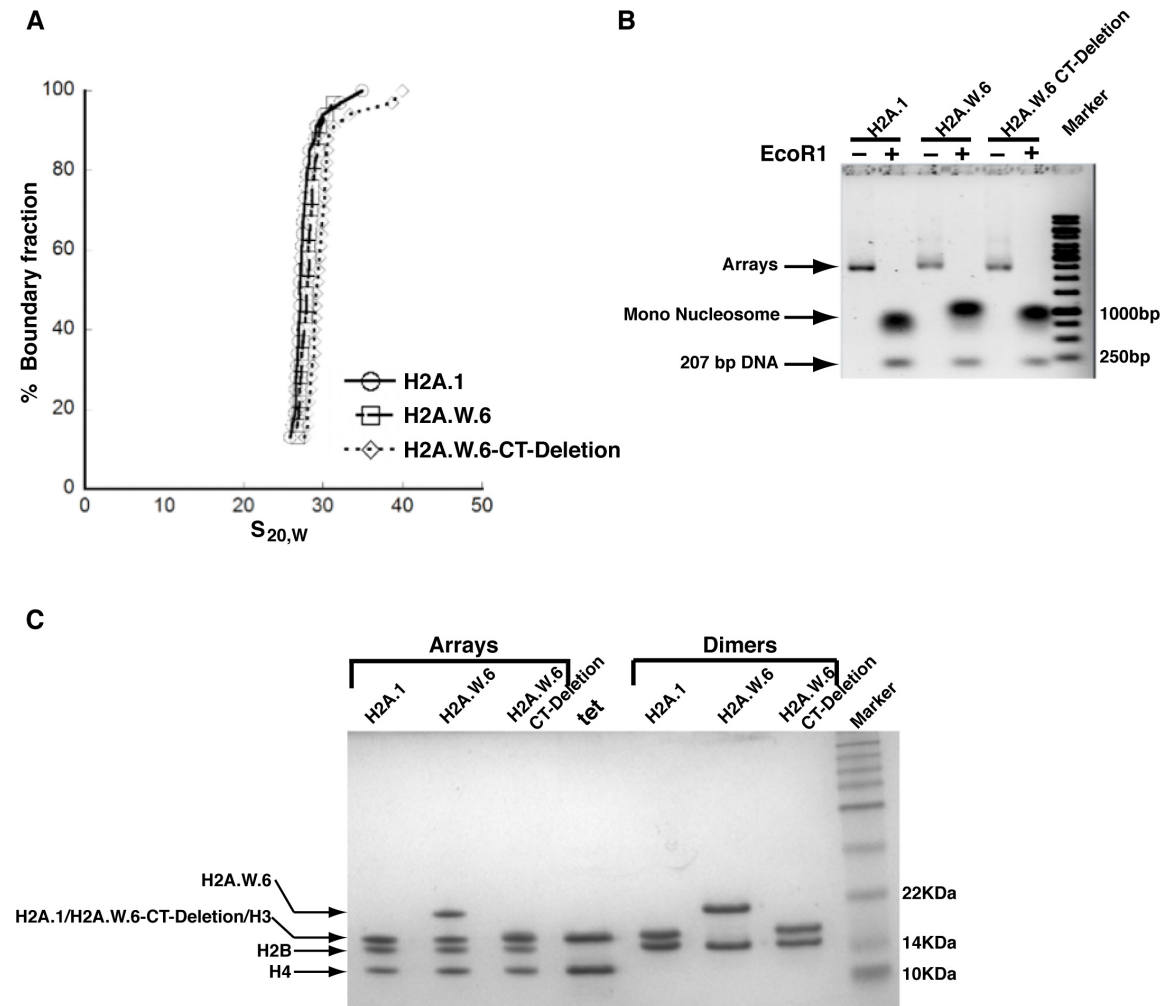 A
100
80
60
40
20
0
% Boundary fraction
0 10 20 30 40 50
S20,W
H2A.1
H2A.W.6
H2A.W.6-CT-Deletion
B
H2A.1
H2A.W.6
H2A.W.6 CT-Deletion
Marker
EcoR1 – + – + – +
Arrays
Mono Nucleosome
207 bp DNA
1000bp
250bp
C
Arrays
Dimers
H2A.1
H2A.W.6
H2A.W.6
CT-Deletion
tet
H2A.1
H2A.W.6
H2A.W.6
CT-Deletion
Marker
H2A.W.6
H2A.1/H2A.W.6-CT-Deletion/H3
H2B
H4
22KDa
14KDa
10KDa